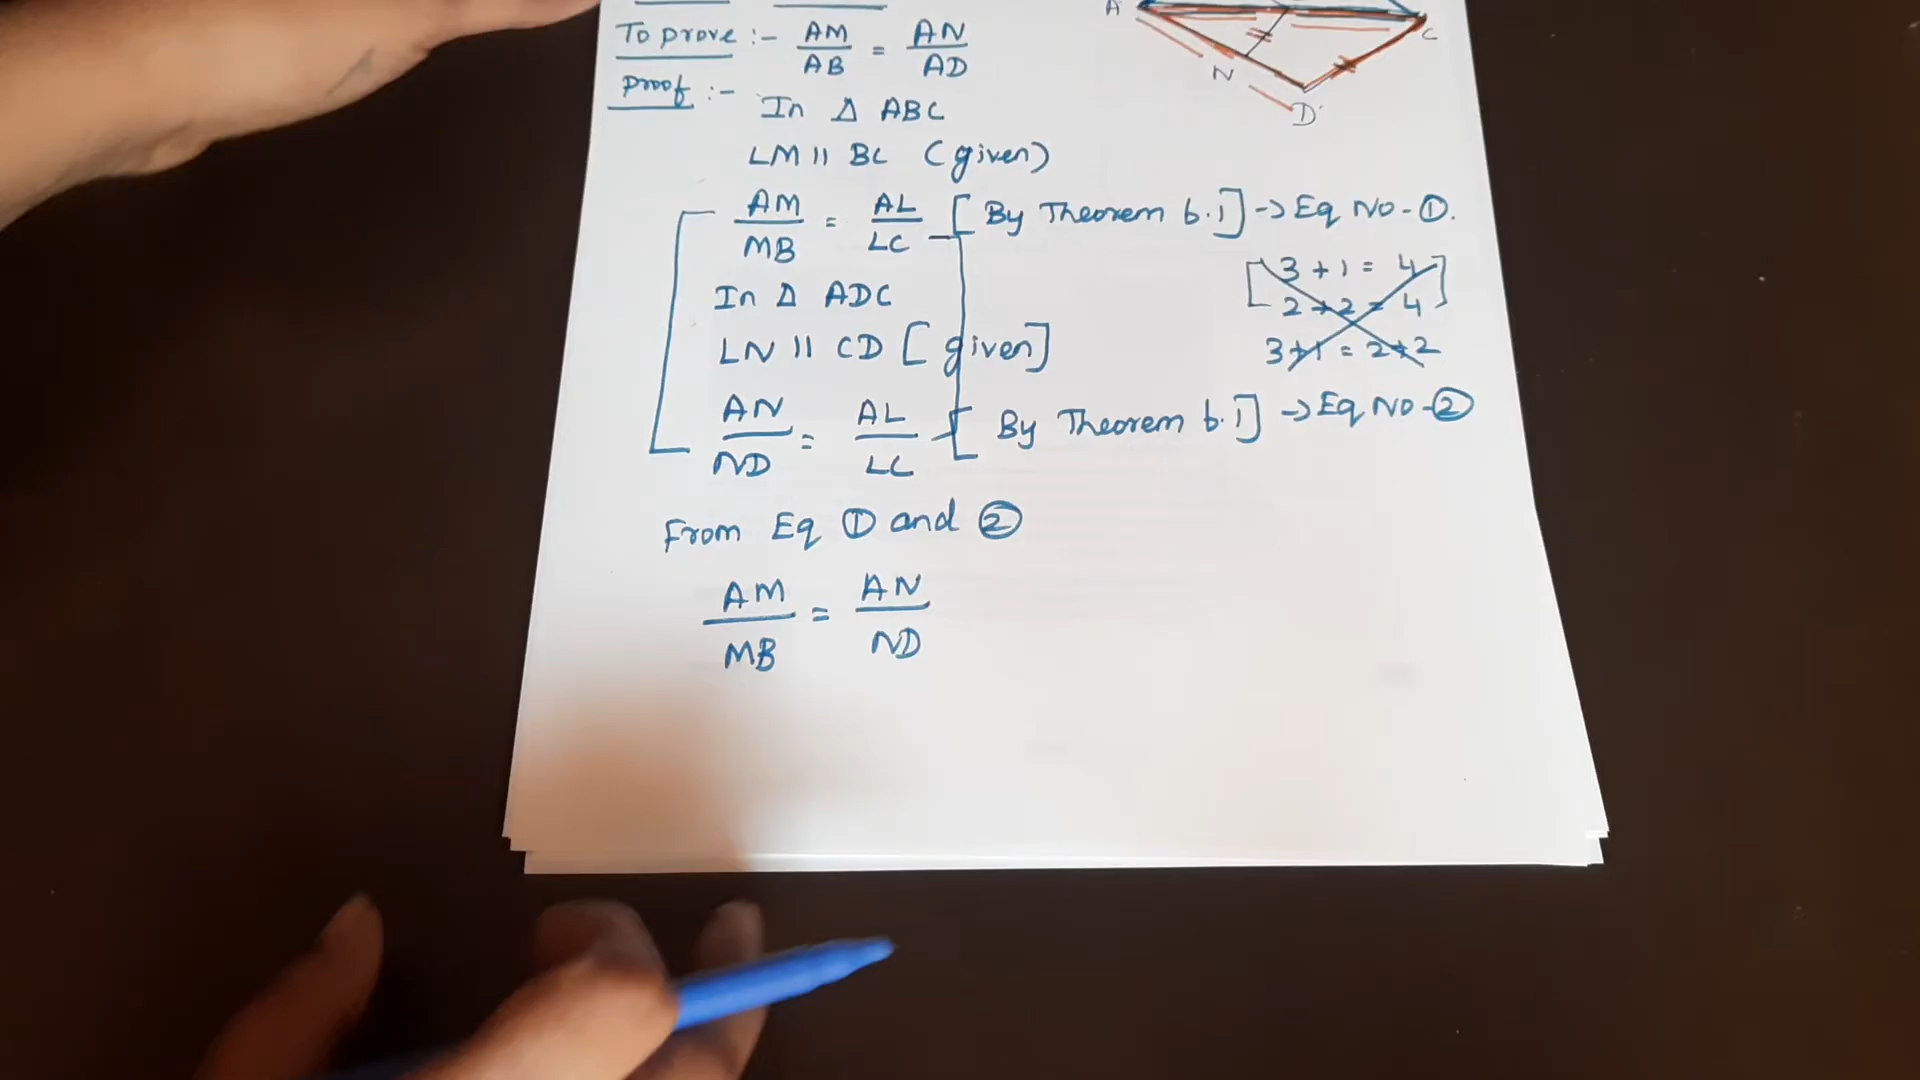 A
C
N
D
To prove :- AM/AB = AN/AD
Proof :-
In Δ ABC
LM || BC (given)
AM/MB = AL/LC [By Theorem 6.1] -> Eq No-①.
In Δ ADC
LN || CD [given]
AN/ND = AL/LC [By Theorem 6.1] -> Eq No-②
3+1 = 4
2+2 = 4
3+1 = 2+2
From Eq ① and ②
AM/MB = AN/ND